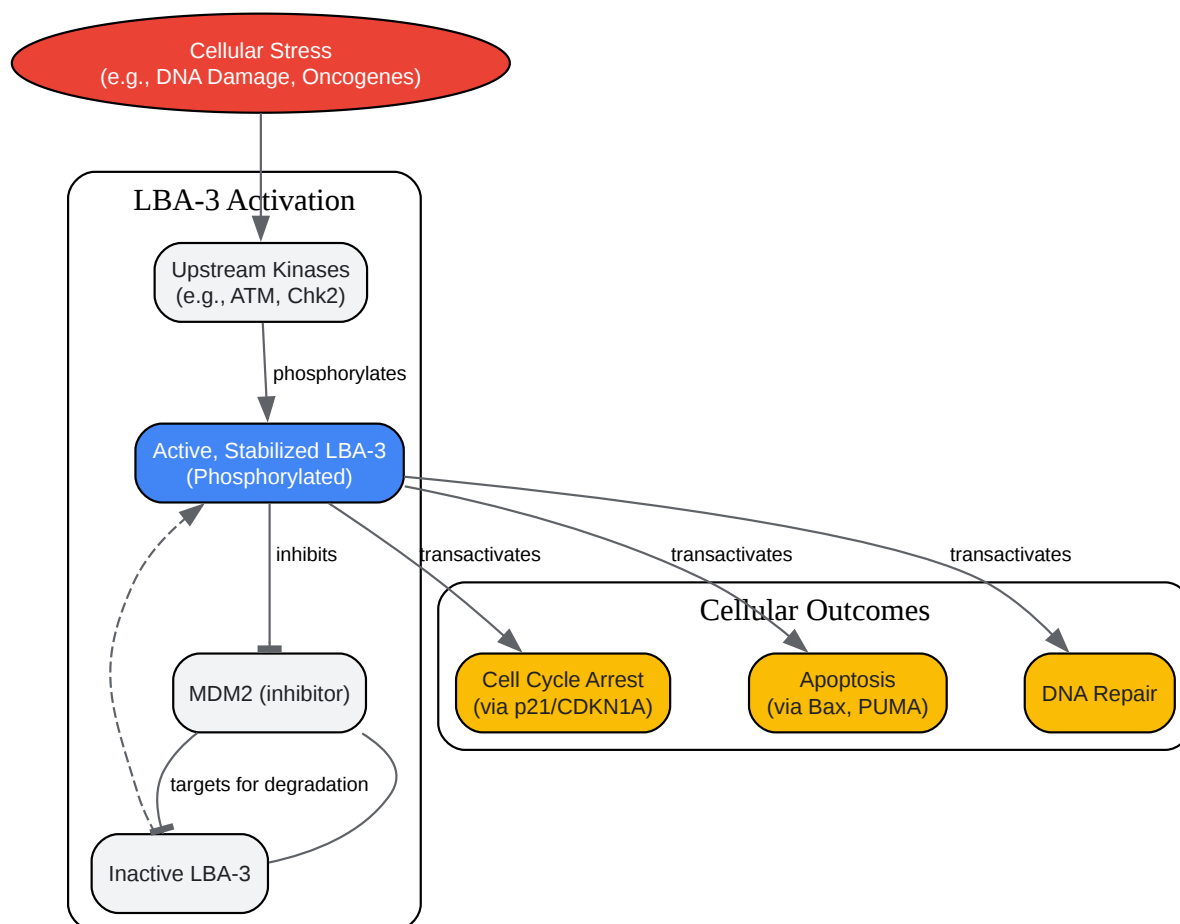 Cellular Stress
(e.g., DNA Damage, Oncogenes)
LBA-3 Activation
Upstream Kinases
(e.g., ATM, Chk2)
phosphorylates
Active, Stabilized LBA-3
(Phosphorylated)
inhibits
transactivates
transactivates
transactivates
Cellular Outcomes
MDM2 (inhibitor)
Cell Cycle Arrest
(via p21/CDKN1A)
Apoptosis
(via Bax, PUMA)
DNA Repair
targets for degradation
Inactive LBA-3